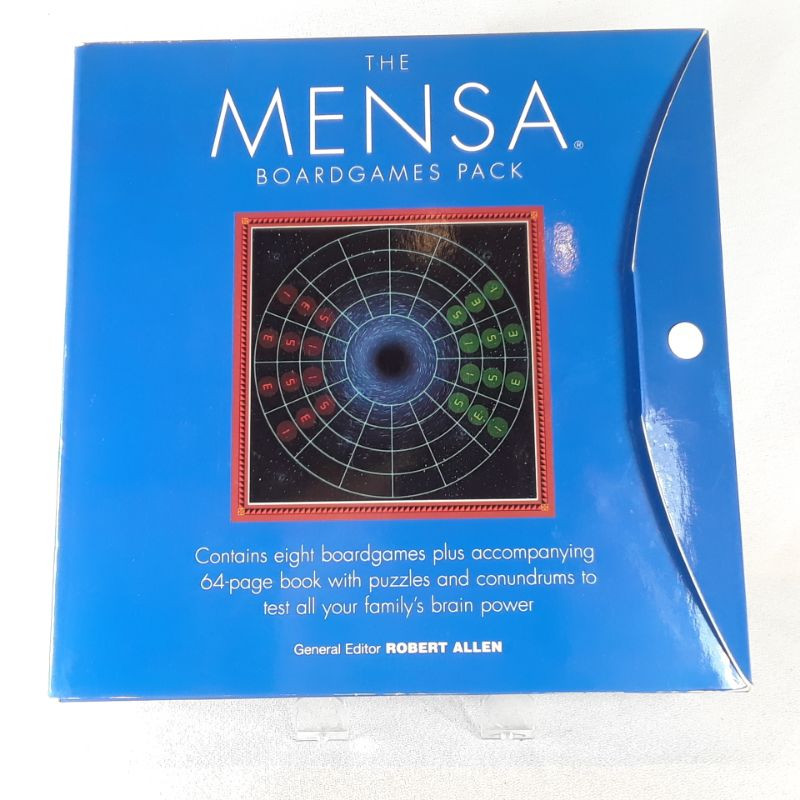 THE
MENSA®
BOARDGAMES PACK
Contains eight boardgames plus accompanying
64-page book with puzzles and conundrums to
test all your family's brain power
General Editor ROBERT ALLEN